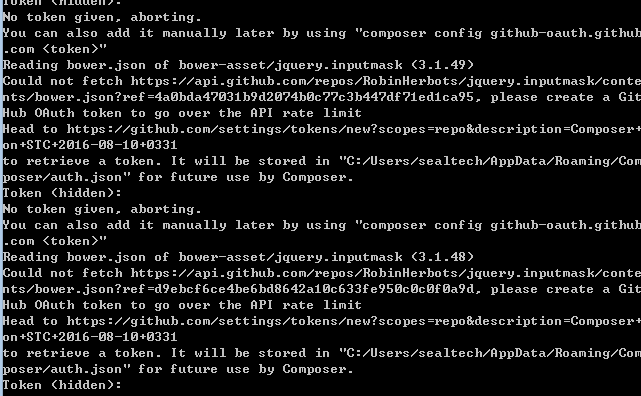 Token (hidden):
No token given, aborting.
You can also add it manually later by using "composer config github-oauth.github
.com <token>"
Reading bower.json of bower-asset/jquery.inputmask (3.1.49)
Could not fetch https://api.github.com/repos/RobinHerbots/jquery.inputmask/conte
nts/bower.json?ref=4a0bda47031b9d2074b0c77c3b447df71ed1ca95, please create a Git
Hub OAuth token to go over the API rate limit
Head to https://github.com/settings/tokens/new?scopes=repo&description=Composer+
on+STC+2016-08-10+0331
to retrieve a token. It will be stored in "C:/Users/sealtech/AppData/Roaming/Com
poser/auth.json" for future use by Composer.
Token (hidden):
No token given, aborting.
You can also add it manually later by using "composer config github-oauth.github
.com <token>"
Reading bower.json of bower-asset/jquery.inputmask (3.1.48)
Could not fetch https://api.github.com/repos/RobinHerbots/jquery.inputmask/conte
nts/bower.json?ref=d9ebcf6ce4be6bd8642a10c633fe950c0c0f0a9d, please create a Git
Hub OAuth token to go over the API rate limit
Head to https://github.com/settings/tokens/new?scopes=repo&description=Composer+
on+STC+2016-08-10+0331
to retrieve a token. It will be stored in "C:/Users/sealtech/AppData/Roaming/Com
poser/auth.json" for future use by Composer.
Token (hidden):